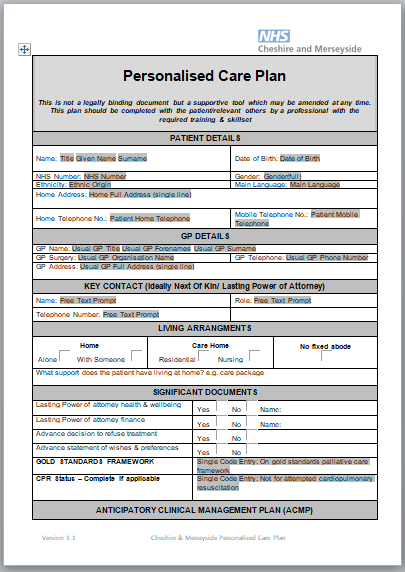 NHS
Cheshire and Merseyside
Personalised Care Plan
This is not a legally binding document but a supportive tool which may be amended at any time.
This plan should be completed with the patient/relevant others by a professional with the
required training & skillset
PATIENT DETAILS
Name: Title Given Name Surname
Date of Birth: Date of Birth
NHS Number: NHS Number
Gender: Gender(full)
Ethnicity: Ethnic Origin
Main Language: Main Language
Home Address: Home Full Address (single line)
Home Telephone No.: Patient Home Telephone
Mobile Telephone No.: Patient Mobile
Telephone
GP DETAILS
GP Name: Usual GP Title Usual GP Forenames Usual GP Surname
GP Surgery: Usual GP Organisation Name
GP Telephone: Usual GP Phone Number
GP Address: Usual GP Full Address (single line)
KEY CONTACT (Ideally Next Of Kin/ Lasting Power of Attorney)
Name: Free Text Prompt
Role: Free Text Prompt
Telephone Number: Free Text Prompt
LIVING ARRANGMENTS
Home
Care Home
No fixed abode
Alone With Someone
Residential Nursing
What support does the patient have living at home? e.g. care package
SIGNIFICANT DOCUMENTS
Lasting Power of attorney health & wellbeing
Yes No Name:
Lasting Power of attorney finance
Yes No Name:
Advance decision to refuse treatment
Yes No
Advance statement of wishes & preferences
Yes No
GOLD STANDARDS FRAMEWORK
Single Code Entry: On gold standards palliative care
framework
CPR Status – Complete if applicable
Single Code Entry: Not for attempted cardiopulmonary
resuscitation
ANTICIPATORY CLINICAL MANAGEMENT PLAN (ACMP)
Version 1.1 Cheshire & Merseyside Personalised Care Plan